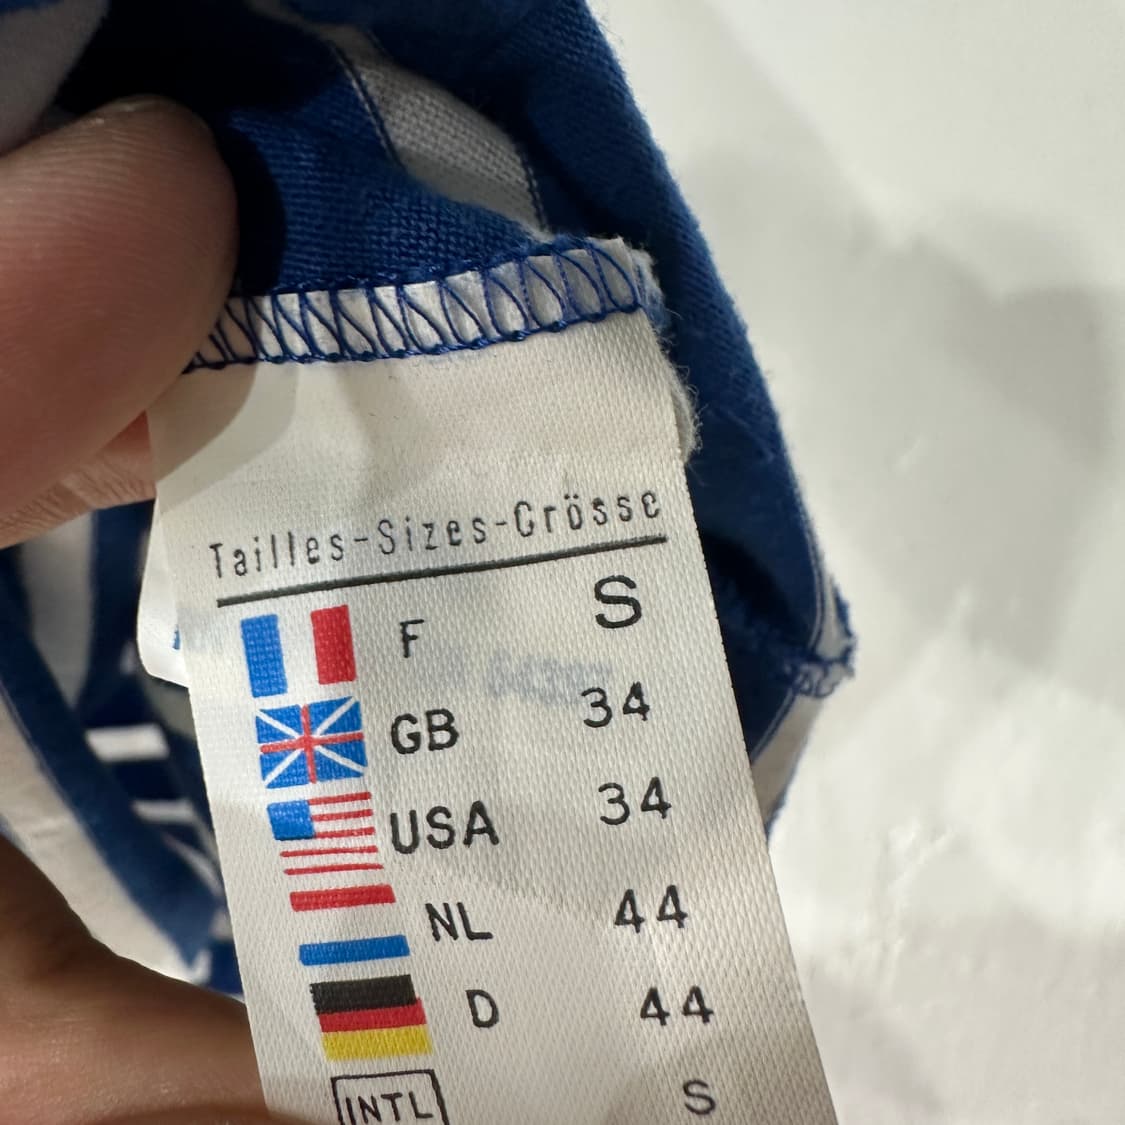 Tailles-Sizes-Grösse
F S
GB 34
USA 34
NL 44
D 44
INTL S